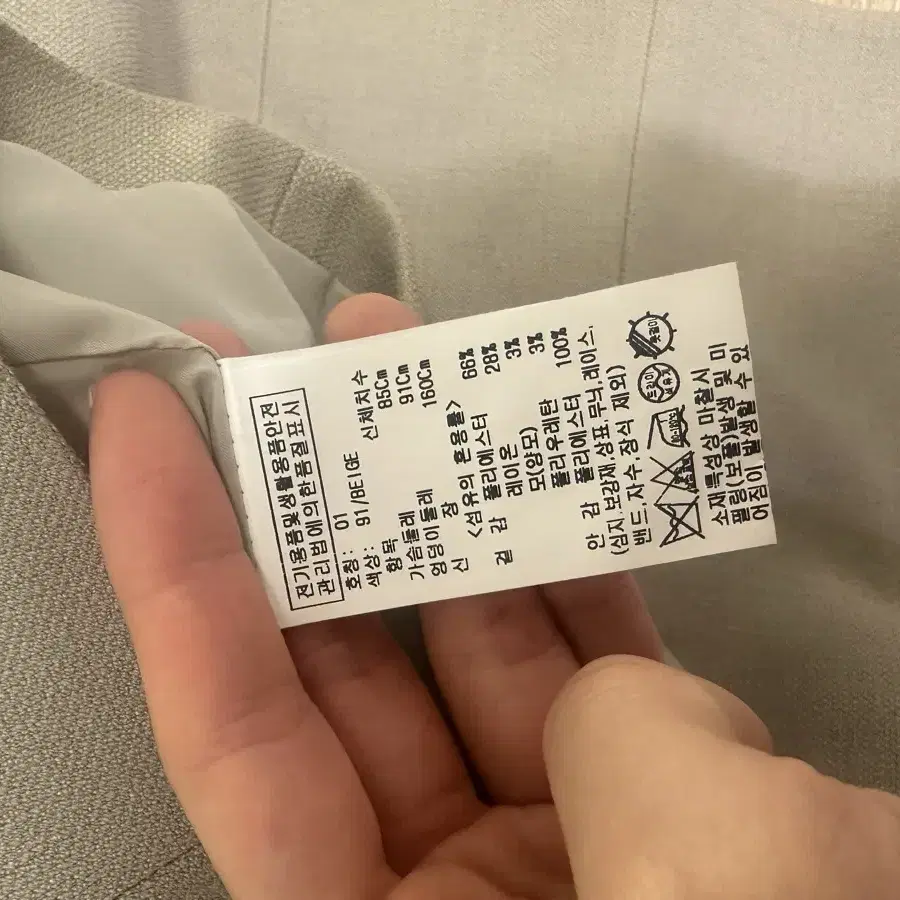 전기용품및생활용품안전
관리법에의한품질표시
호칭: 01
색상: 91/BEIGE
항목 신체치수
가슴둘레 85Cm
엉덩이둘레 91Cm
신 장 160Cm
<섬유의 혼용률>
겉 감 폴리에스터 66%
레이온 28%
모(양모) 3%
폴리우레탄 3%
안 감 폴리에스터 100%
(심지,보강재,상표,무늬,레이스,
밴드,자수,장식 제외)
드라이
소재특성상 마찰시
필링(보풀)발생 및 미
어짐이 발생할 수 있